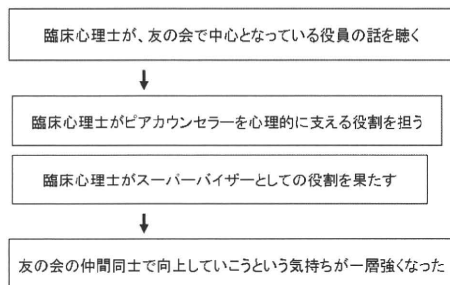 臨床心理士が、友の会で中心となっている役員の話を聴く
臨床心理士がピアカウンセラーを心理的に支える役割を担う
臨床心理士がスーパーバイザーとしての役割を果たす
友の会の仲間同士で向上していこうという気持ちが一層強くなった